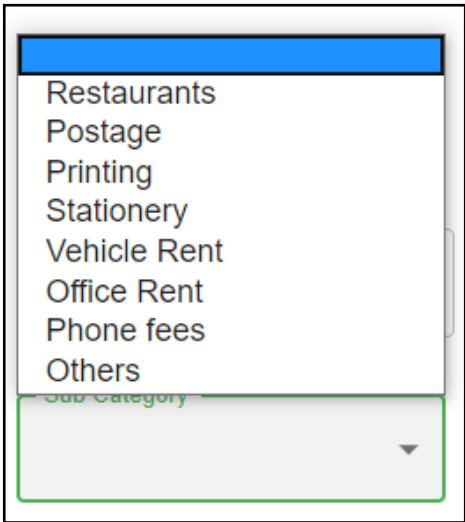 Restaurants
Postage
Printing
Stationery
Vehicle Rent
Office Rent
Phone fees
Others
Sub Category